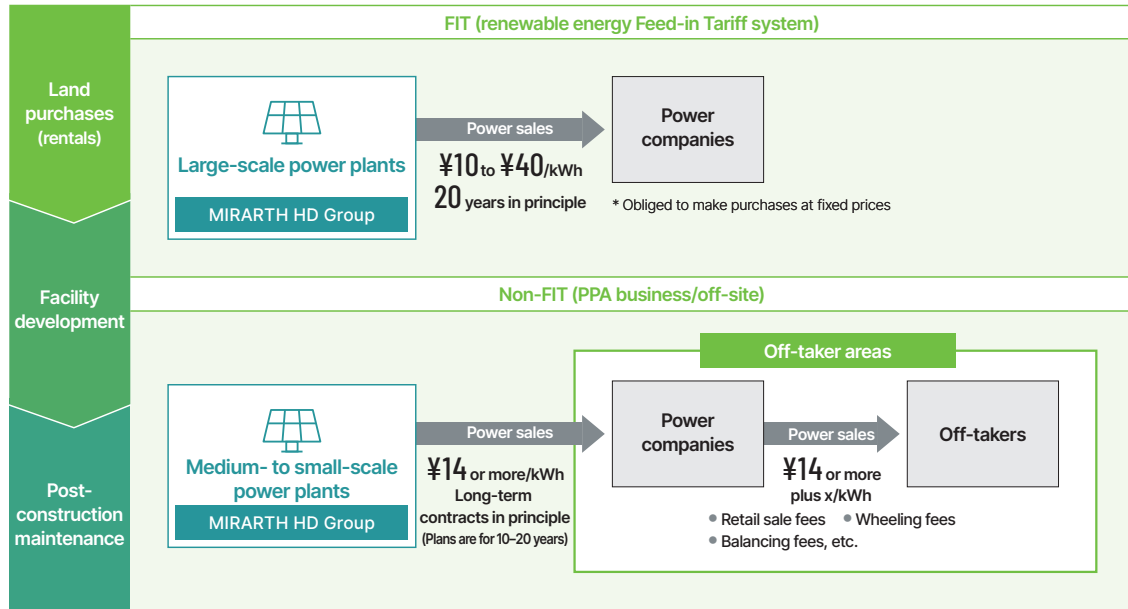 Land
purchases
(rentals)
Facility
development
Post-
construction
maintenance
FIT (renewable energy Feed-in Tariff system)
Large-scale power plants
MIRARTH HD Group
Power sales
¥10 to ¥40/kWh
20 years in principle
Power
companies
* Obliged to make purchases at fixed prices
Non-FIT (PPA business/off-site)
Medium- to small-scale
power plants
MIRARTH HD Group
Power sales
¥14 or more/kWh
Long-term
contracts in principle
(Plans are for 10–20 years)
Off-taker areas
Power
companies
Power sales
¥14 or more
plus x/kWh
Off-takers
• Retail sale fees • Wheeling fees
• Balancing fees, etc.